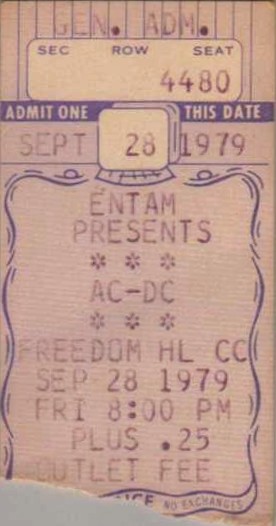 GEN. ADM.
SEC ROW SEAT
4480
ADMIT ONE THIS DATE
SEPT 28 1979
ENTAM
PRESENTS
* * *
AC-DC
* * *
FREEDOM HL CC
SEP 28 1979
FRI 8:00 PM
PLUS .25
OUTLET FEE
NO EXCHANGES